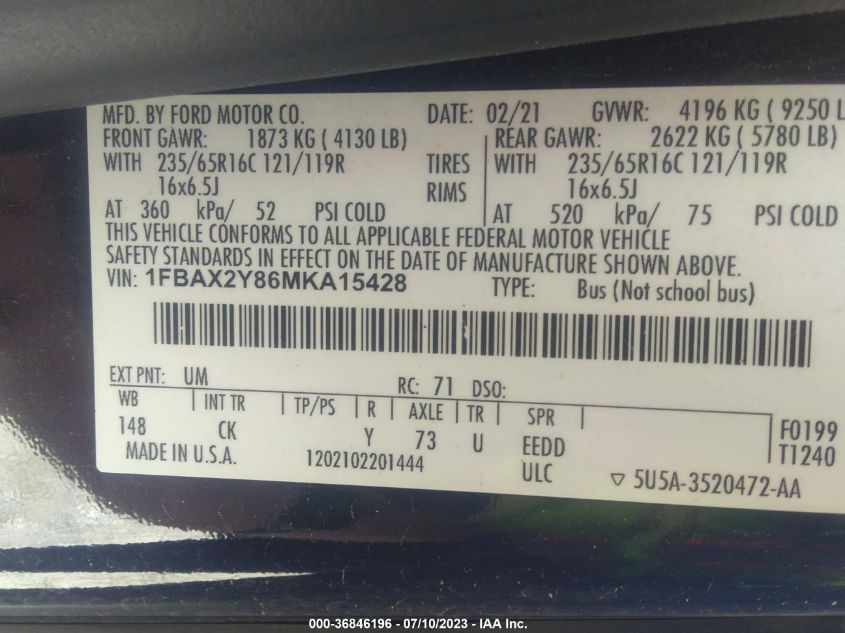 MFD. BY FORD MOTOR CO. DATE: 02/21 GVWR: 4196 KG ( 9250 L
FRONT GAWR: 1873 KG ( 4130 LB) REAR GAWR: 2622 KG ( 5780 LB)
WITH 235/65R16C 121/119R TIRES WITH 235/65R16C 121/119R
16x6.5J RIMS 16x6.5J
AT 360 kPa/ 52 PSI COLD AT 520 kPa/ 75 PSI COLD
THIS VEHICLE CONFORMS TO ALL APPLICABLE FEDERAL MOTOR VEHICLE
SAFETY STANDARDS IN EFFECT ON THE DATE OF MANUFACTURE SHOWN ABOVE.
VIN: 1FBAX2Y86MKA15428 TYPE: Bus (Not school bus)
EXT PNT: UM RC: 71 DSO:
WB INT TR TP/PS R AXLE TR SPR
148 CK Y 73 U EEDD F0199
MADE IN U.S.A. 1202102201444 ULC T1240
5U5A-3520472-AA
000-36846196 - 07/10/2023 - IAA Inc.